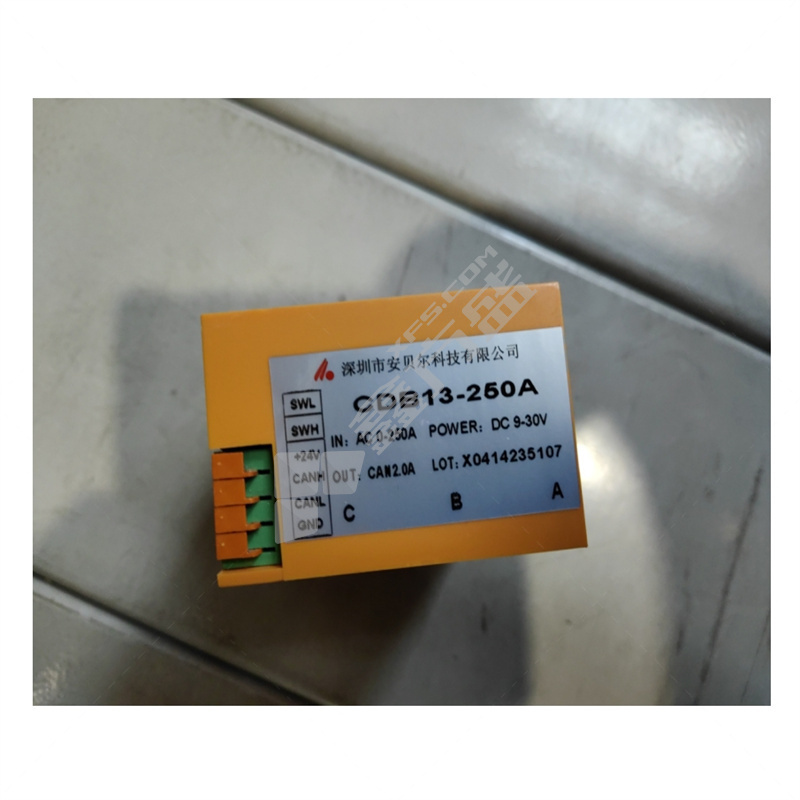 深圳市安贝尔科技有限公司
CDB13-250A
IN: AC 0-250A POWER: DC 9-30V
OUT: CAN2.0A LOT: X0414235107
C B A
SWL
SWH
+24V
CANH
CANL
GND